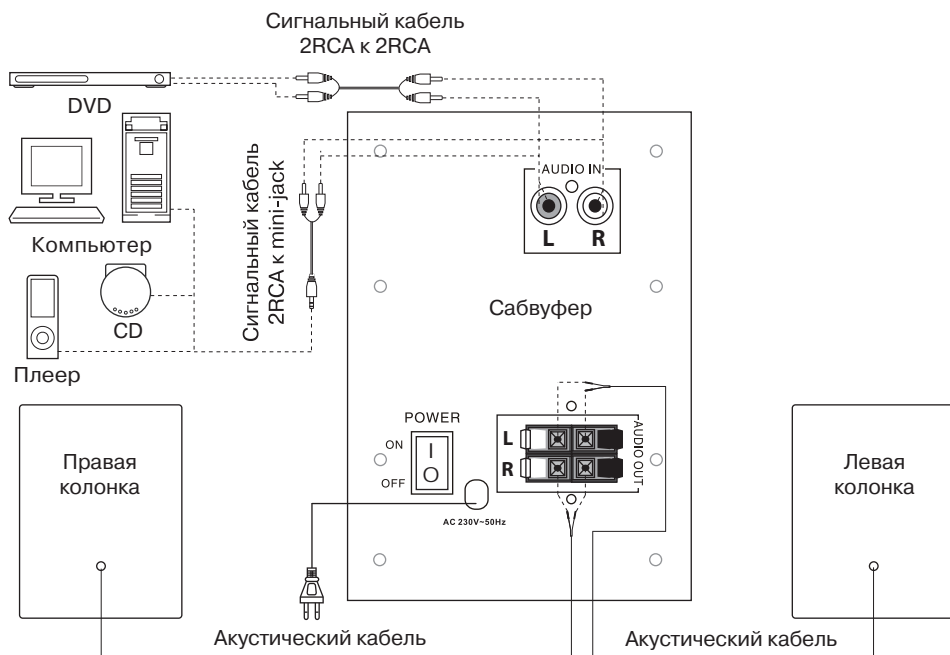 Сигнальный кабель
2RCA к 2RCA
DVD
Компьютер
CD
Плеер
Сигнальный кабель
2RCA к mini-jack
AUDIO IN
L R
Сабвуфер
POWER
ON
OFF
I
O
AC 230V~50Hz
L
R
AUDIO OUT
Правая
колонка
Левая
колонка
Акустический кабель
Акустический кабель